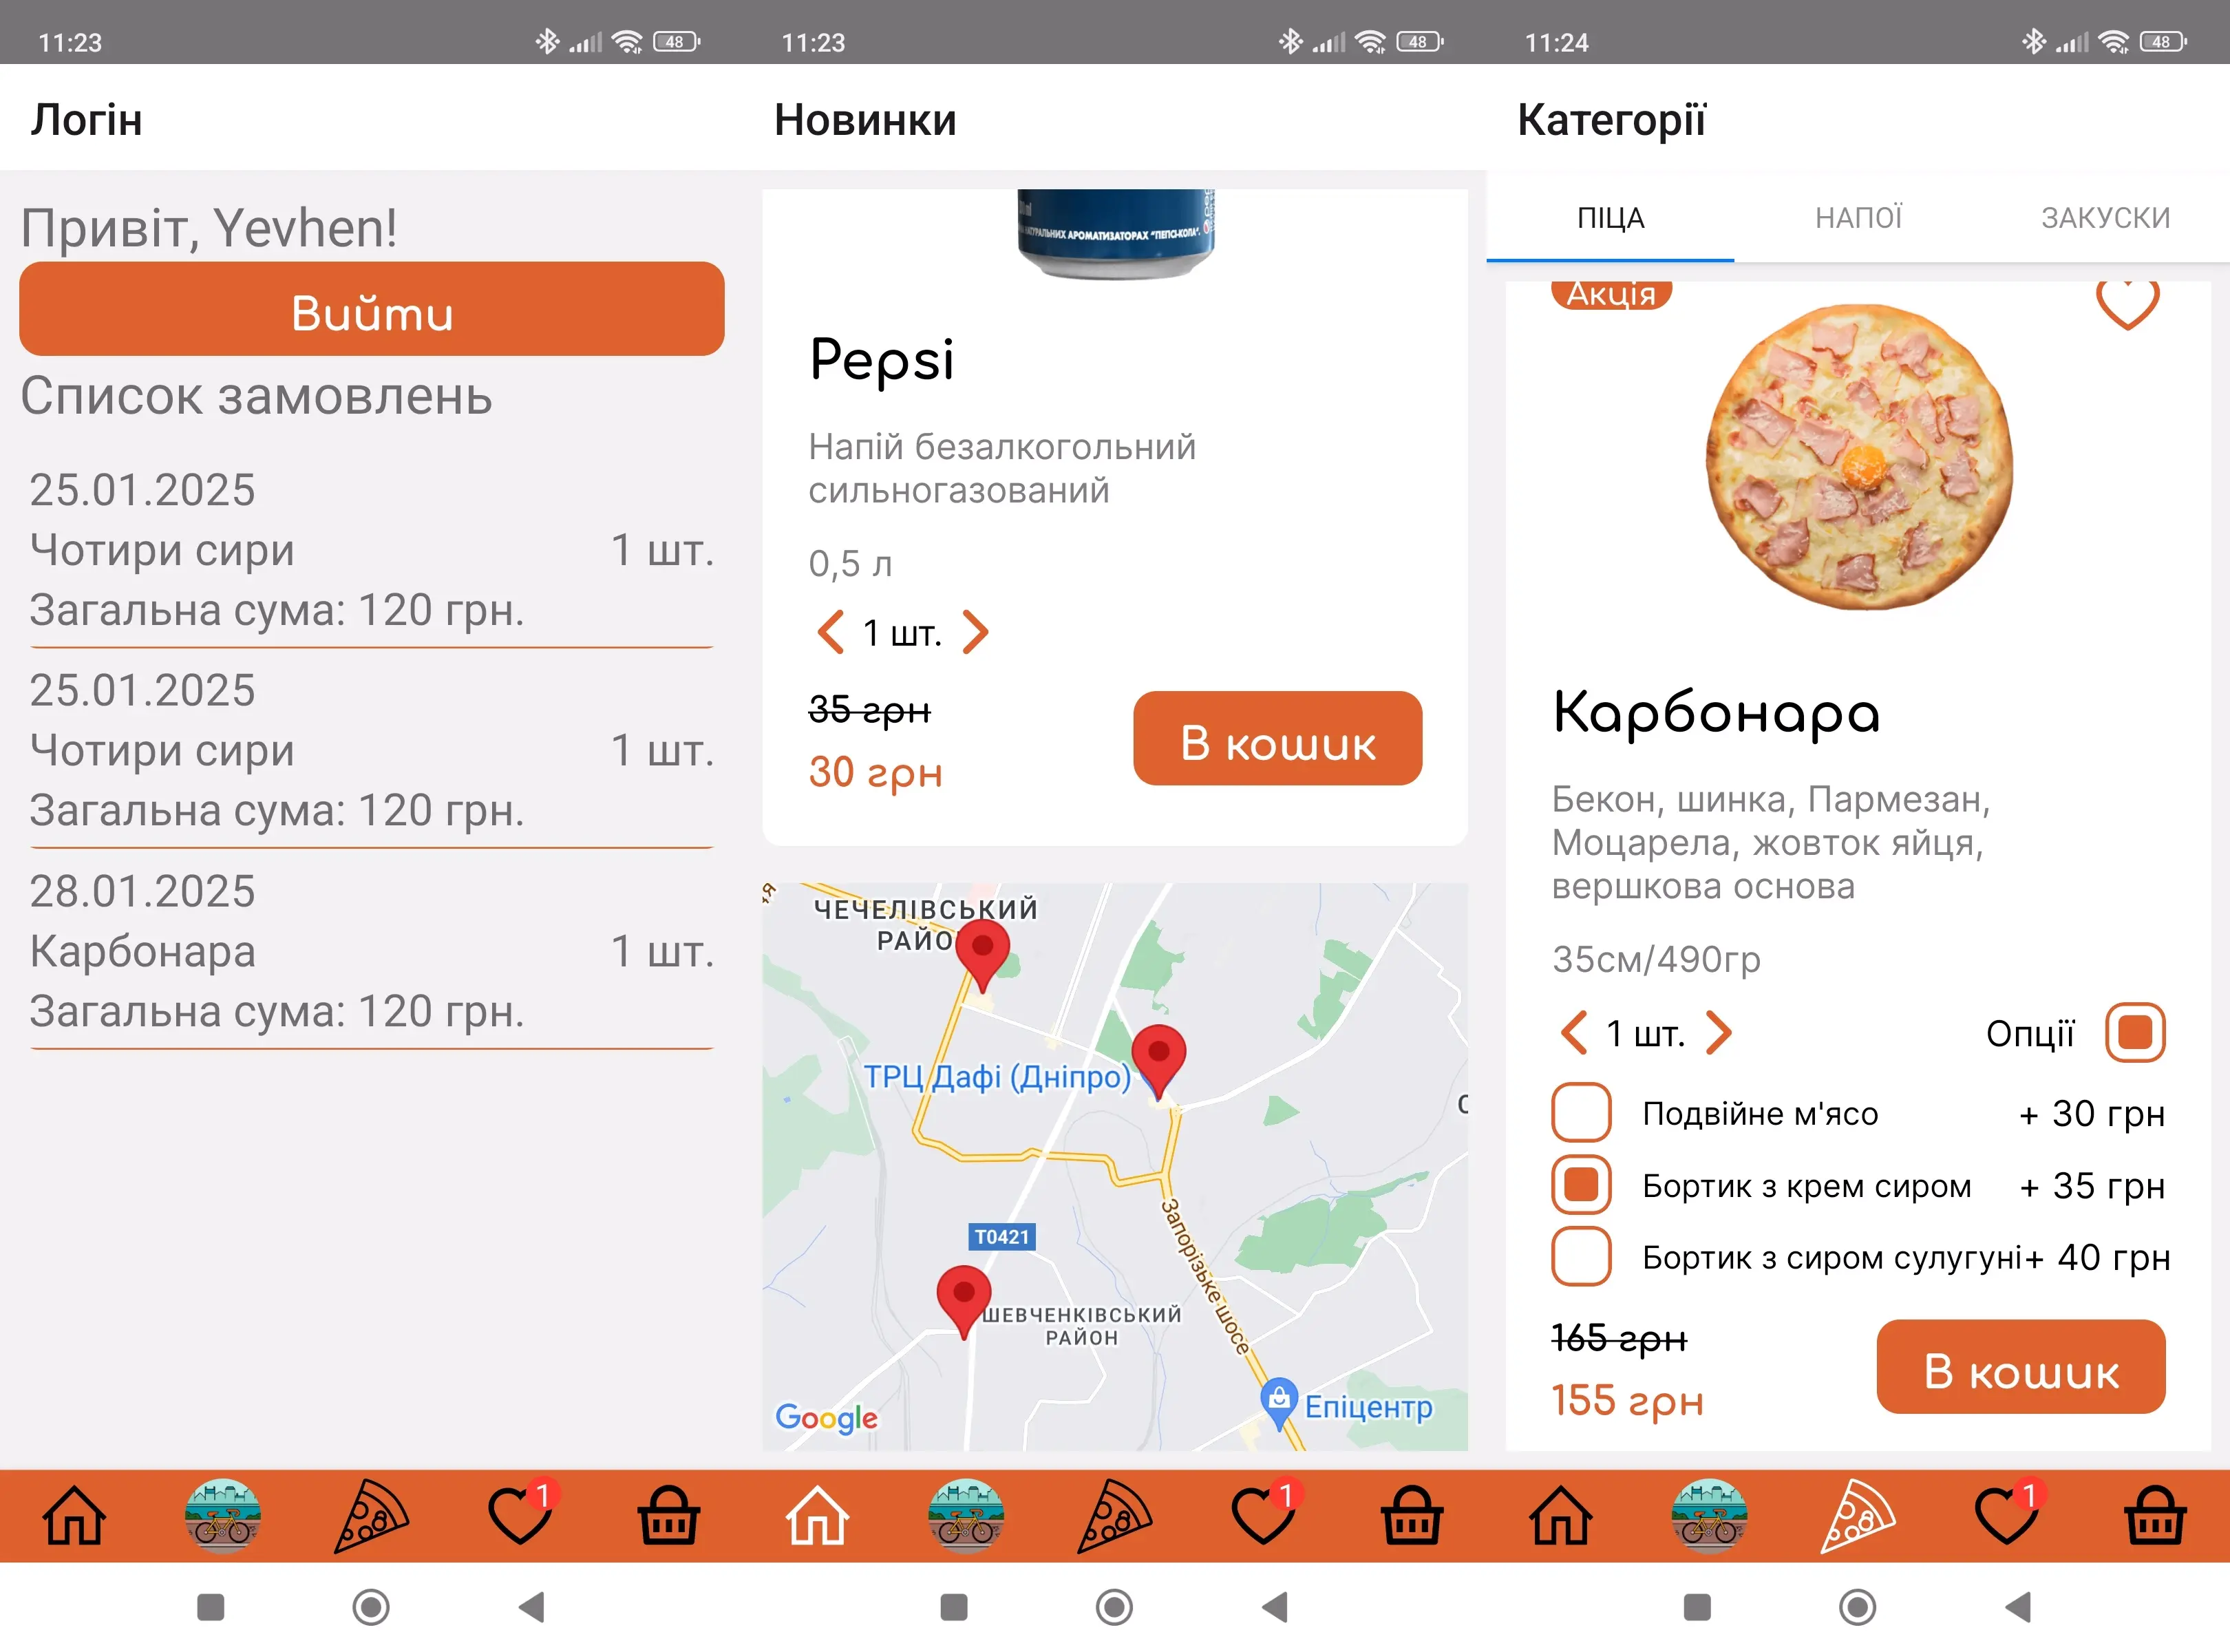 11:23
48
Логін
Привіт, Yevhen!
Вийти
Список замовлень
25.01.2025
Чотири сири 1 шт.
Загальна сума: 120 грн.
25.01.2025
Чотири сири 1 шт.
Загальна сума: 120 грн.
28.01.2025
Карбонара 1 шт.
Загальна сума: 120 грн.
1
11:23
48
Новинки
НАТУРАЛЬНИХ АРОМАТИЗАТОРАХ "ПЕПСІ-КОЛА".
Pepsi
Напій безалкогольний
сильногазований
0,5 л
1 шт.
35 грн
30 грн
В кошик
ЧЕЧЕЛІВСЬКИЙ
РАЙО
ТРЦ Дафі (Дніпро)
T0421
Запорізьке шосе
ШЕВЧЕНКІВСЬКИЙ
РАЙОН
Епіцентр
Google
1
11:24
48
Категорії
ПІЦА НАПОЇ ЗАКУСКИ
Акція
Карбонара
Бекон, шинка, Пармезан,
Моцарела, жовток яйця,
вершкова основа
35см/490гр
1 шт. Опції
Подвійне м'ясо + 30 грн
Бортик з крем сиром + 35 грн
Бортик з сиром сулугуні+ 40 грн
165 грн
155 грн
В кошик
1